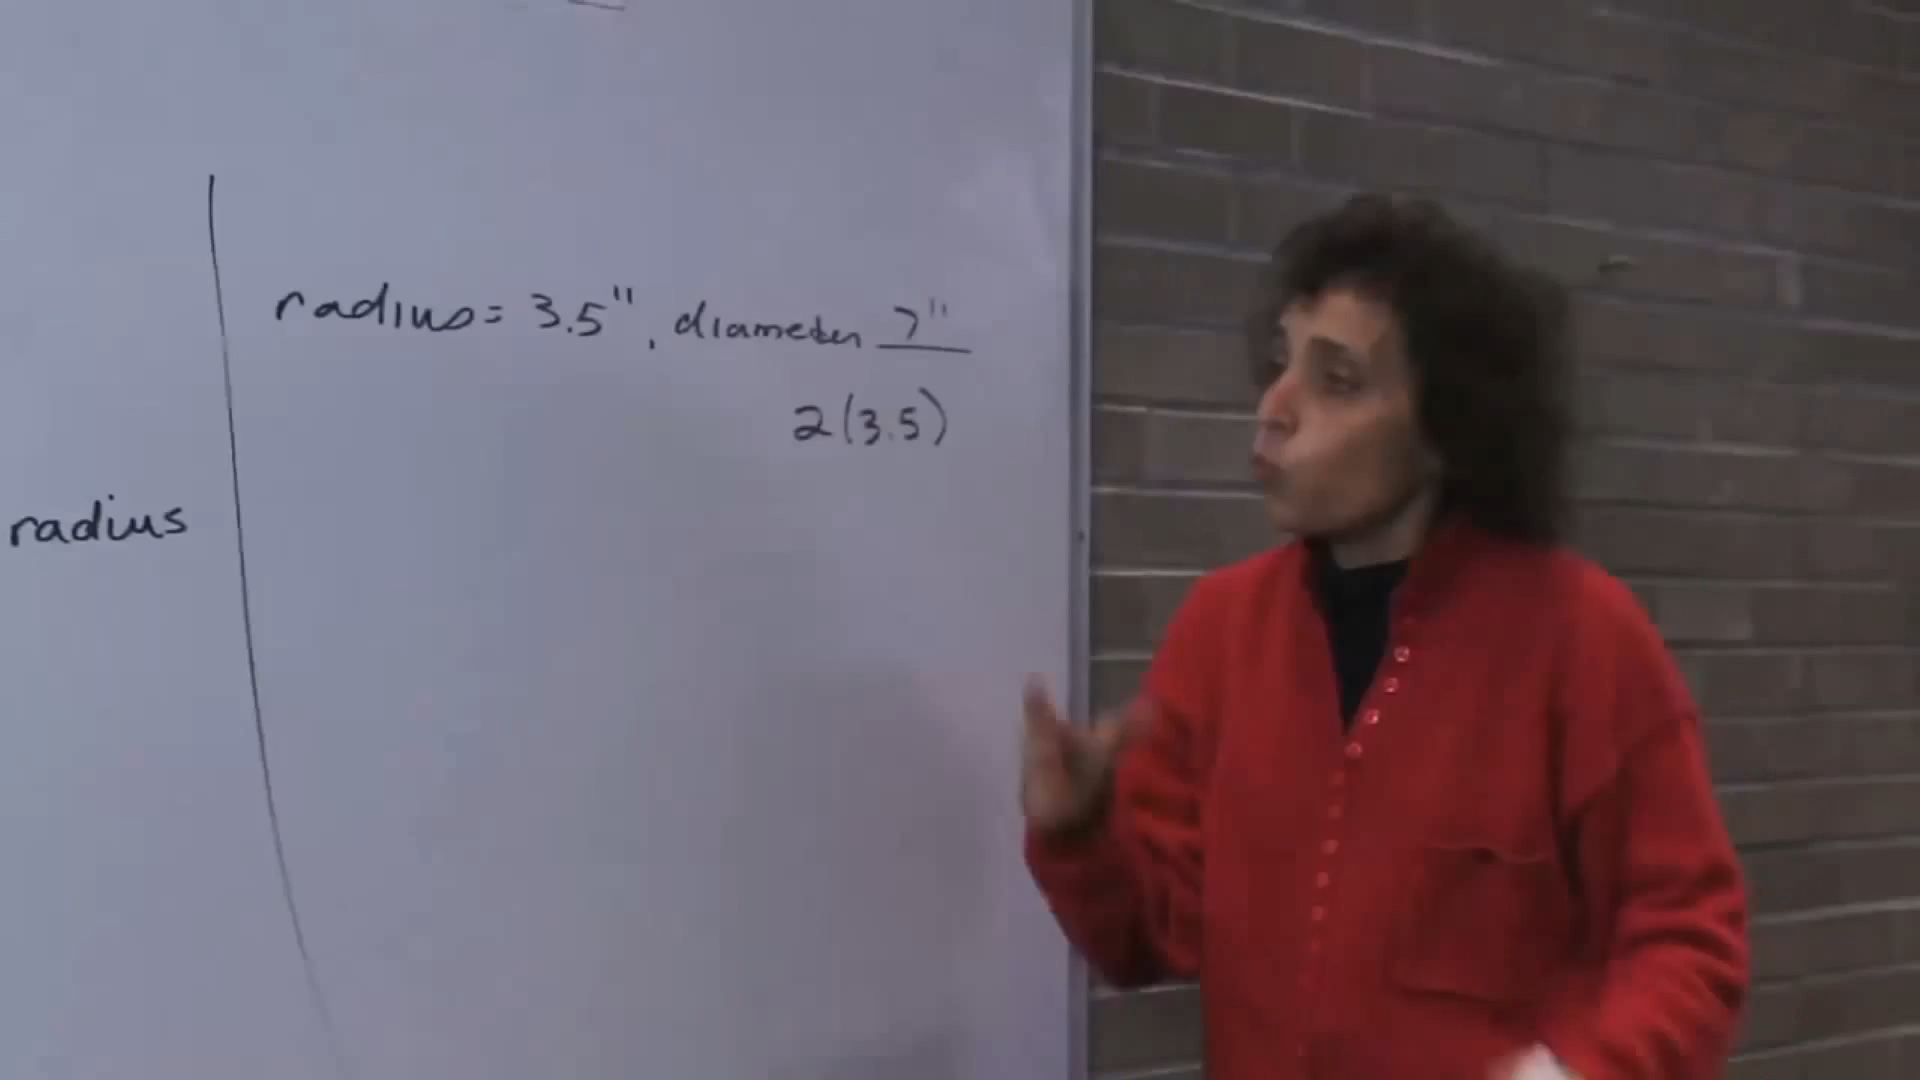 radius = 3.5", diameter 7"
2(3.5)
radius